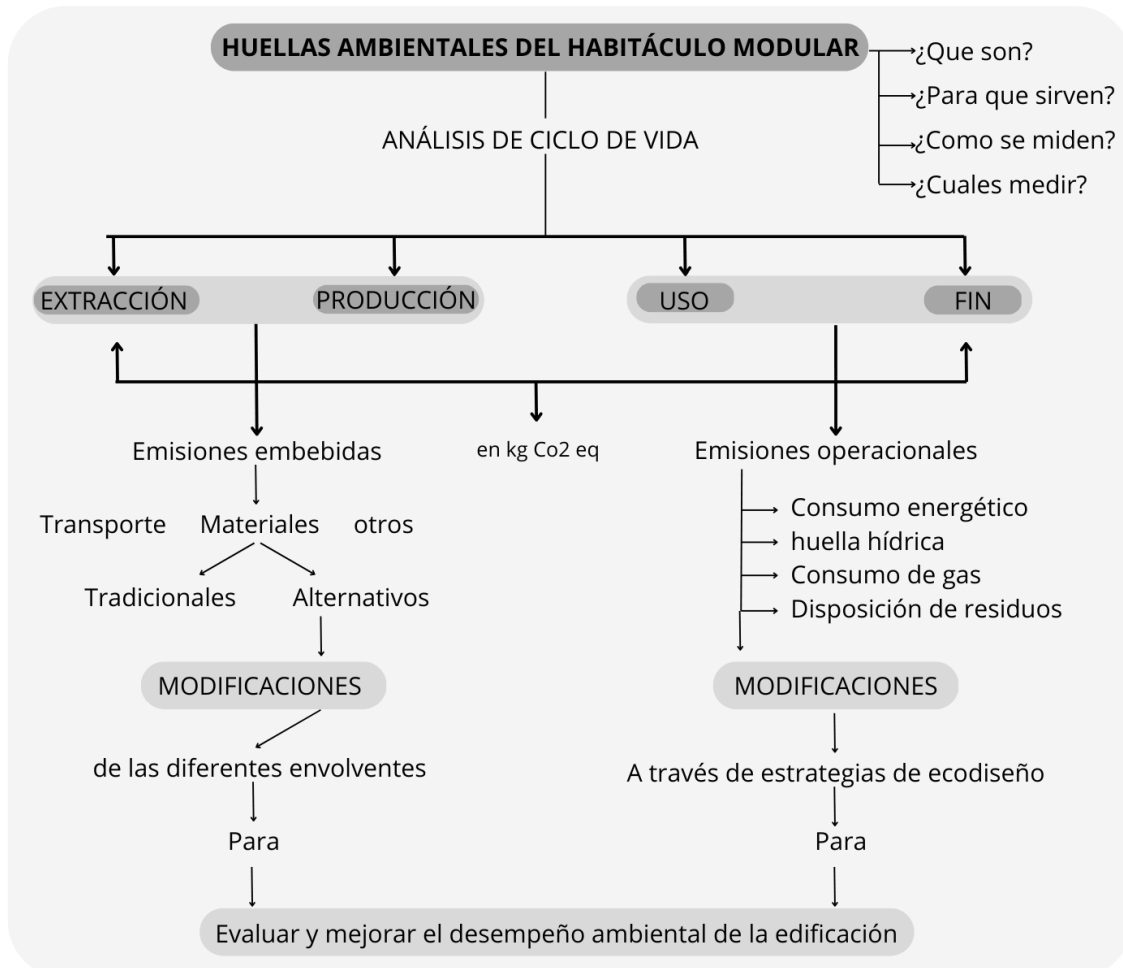 HUELLAS AMBIENTALES DEL HABITÁCULO MODULAR
¿Que son?
¿Para que sirven?
¿Como se miden?
¿Cuales medir?
ANÁLISIS DE CICLO DE VIDA
EXTRACCIÓN
PRODUCCIÓN
USO
FIN
Emisiones embebidas
en kg Co2 eq
Emisiones operacionales
Transporte
Materiales
otros
Tradicionales
Alternativos
Consumo energético
huella hídrica
Consumo de gas
Disposición de residuos
MODIFICACIONES
MODIFICACIONES
de las diferentes envolventes
A través de estrategias de ecodiseño
Para
Para
Evaluar y mejorar el desempeño ambiental de la edificación